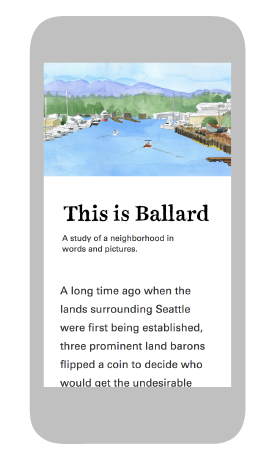 This is Ballard
A study of a neighborhood in
words and pictures.
A long time ago when the
lands surrounding Seattle
were first being established,
three prominent land barons
flipped a coin to decide who
would get the undesirable